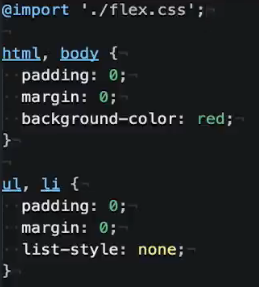 @import './flex.css';
html, body {
  padding: 0;
  margin: 0;
  background-color: red;
}
ul, li {
  padding: 0;
  margin: 0;
  list-style: none;
}